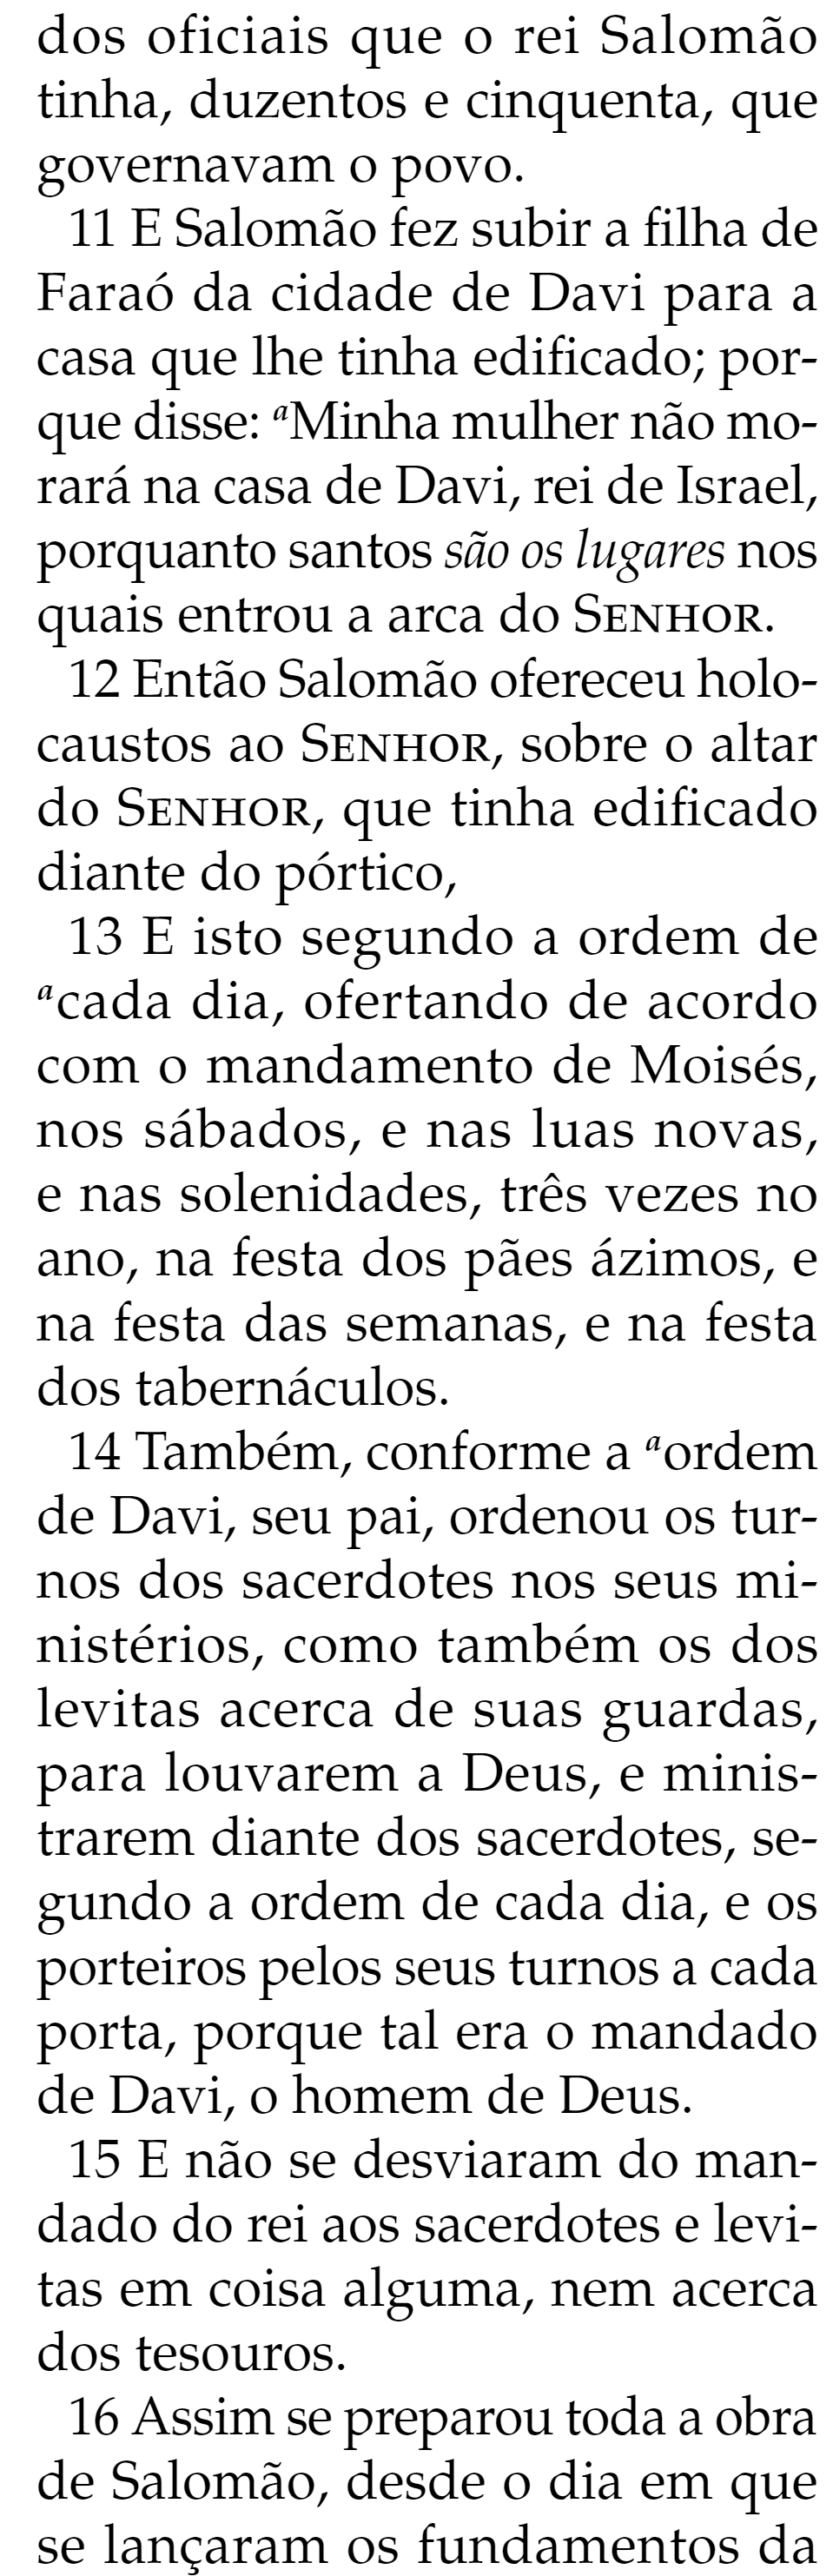 dos oficiais que o rei Salomão
tinha, duzentos e cinquenta, que
governavam o povo.
11 E Salomão fez subir a filha de
Faraó da cidade de Davi para a
casa que lhe tinha edificado; por-
que disse: aMinha mulher não mo-
rará na casa de Davi, rei de Israel,
porquanto santos são os lugares nos
quais entrou a arca do SENHOR.
12 Então Salomão ofereceu holo-
caustos ao SENHOR, sobre o altar
do SENHOR, que tinha edificado
diante do pórtico,
13 E isto segundo a ordem de
acada dia, ofertando de acordo
com o mandamento de Moisés,
nos sábados, e nas luas novas,
e nas solenidades, três vezes no
ano, na festa dos pães ázimos, e
na festa das semanas, e na festa
dos tabernáculos.
14 Também, conforme a aordem
de Davi, seu pai, ordenou os tur-
nos dos sacerdotes nos seus mi-
nistérios, como também os dos
levitas acerca de suas guardas,
para louvarem a Deus, e minis-
trarem diante dos sacerdotes, se-
gundo a ordem de cada dia, e os
porteiros pelos seus turnos a cada
porta, porque tal era o mandado
de Davi, o homem de Deus.
15 E não se desviaram do man-
dado do rei aos sacerdotes e levi-
tas em coisa alguma, nem acerca
dos tesouros.
16 Assim se preparou toda a obra
de Salomão, desde o dia em que
se lançaram os fundamentos da